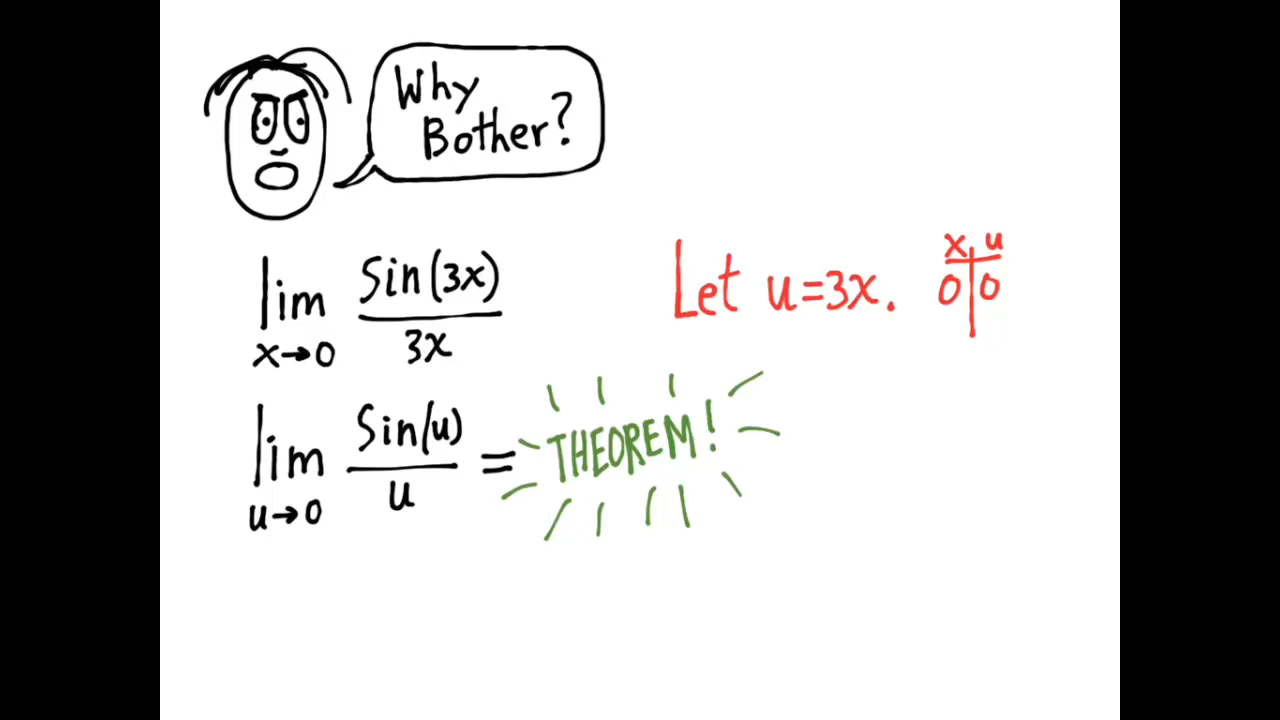 Why
Bother?
lim x→0 Sin(3x)/3x
Let u=3x.
x | u
0 | 0
lim u→0 Sin(u)/u = THEOREM!